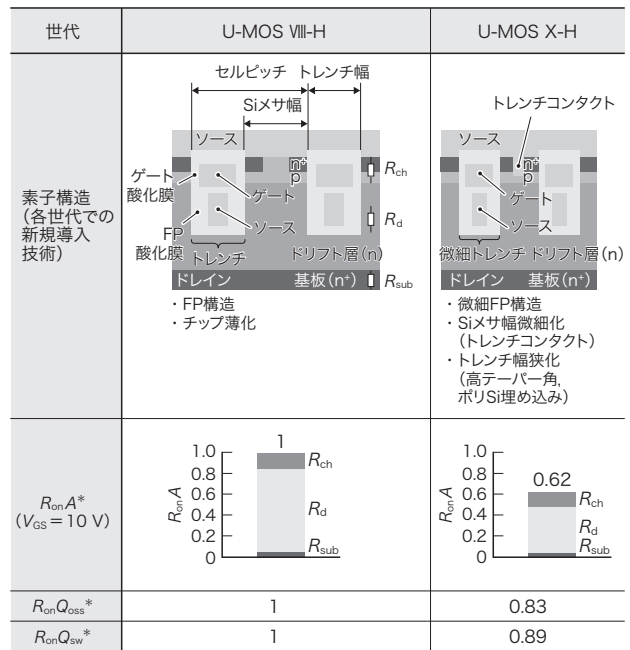 世代
U-MOS Ⅷ-H
U-MOS X-H
素子構造
(各世代での
新規導入
技術)
セルピッチ トレンチ幅
Siメサ幅
ソース
n+
p
Rch
ゲート
酸化膜
ゲート
Rd
FP
酸化膜
ソース
トレンチ
ドリフト層(n)
ドレイン
基板(n+)
Rsub
・FP構造
・チップ薄化
トレンチコンタクト
ソース
n+
p
ゲート
ソース
微細トレンチ ドリフト層(n)
ドレイン
基板(n+)
・微細FP構造
・Siメサ幅微細化
(トレンチコンタクト)
・トレンチ幅狭化
(高テーパー角,
ポリSi埋め込み)
RonA*
(VGS=10 V)
RonA
1.0
0.8
0.6
0.4
0.2
0
1
Rch
Rd
Rsub
RonA
1.0
0.8
0.6
0.4
0.2
0
0.62
Rch
Rd
Rsub
RonQoss*
1
0.83
RonQsw*
1
0.89